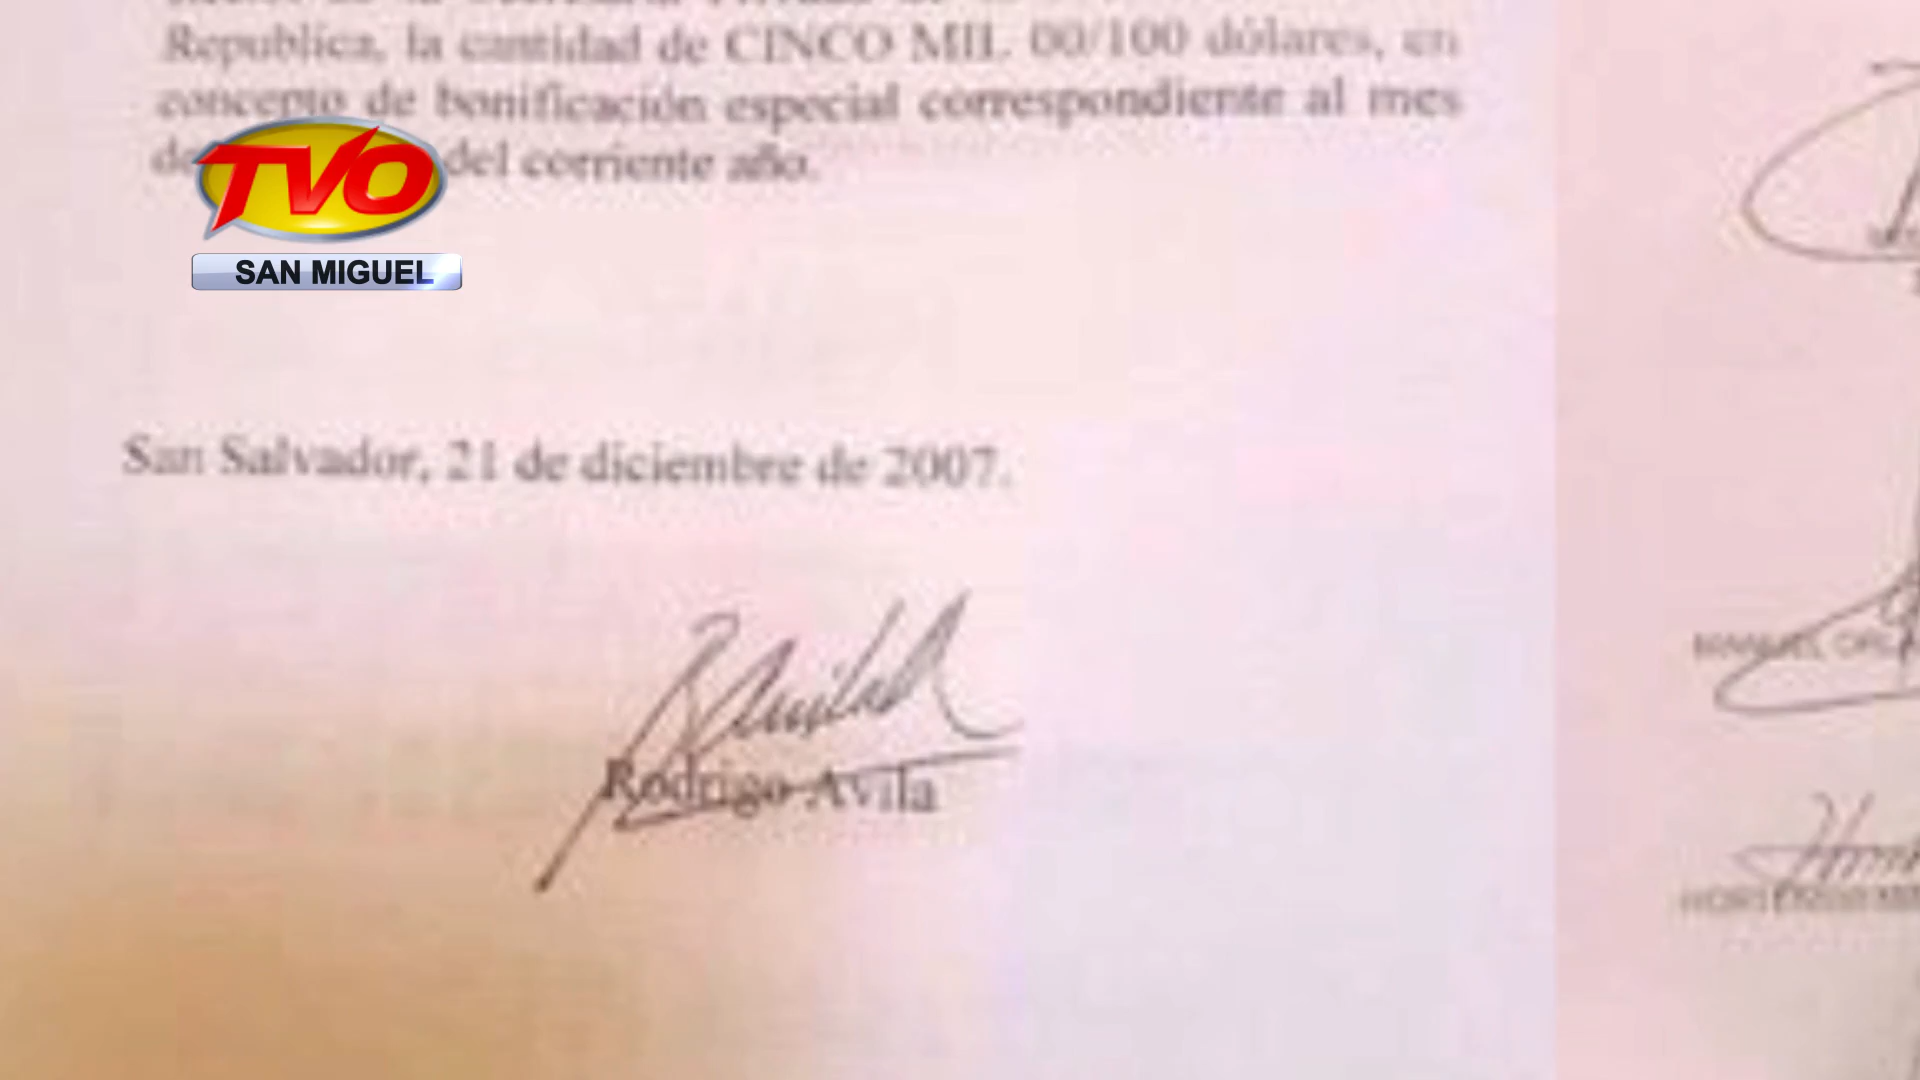 Republica, la cantidad de CINCO MIL 00/100 dólares, en
concepto de bonificación especial correspondiente al mes
del corriente año.
TVO
SAN MIGUEL
San Salvador, 21 de diciembre de 2007.
Rodrigo Avila